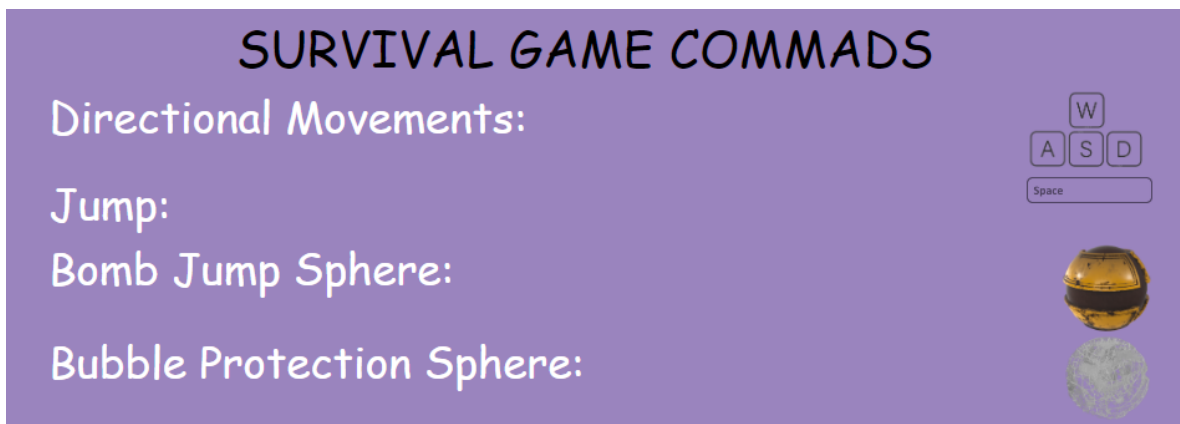 SURVIVAL GAME COMMADS
Directional Movements:
W
A S D
Jump:
Space
Bomb Jump Sphere:
Bubble Protection Sphere: